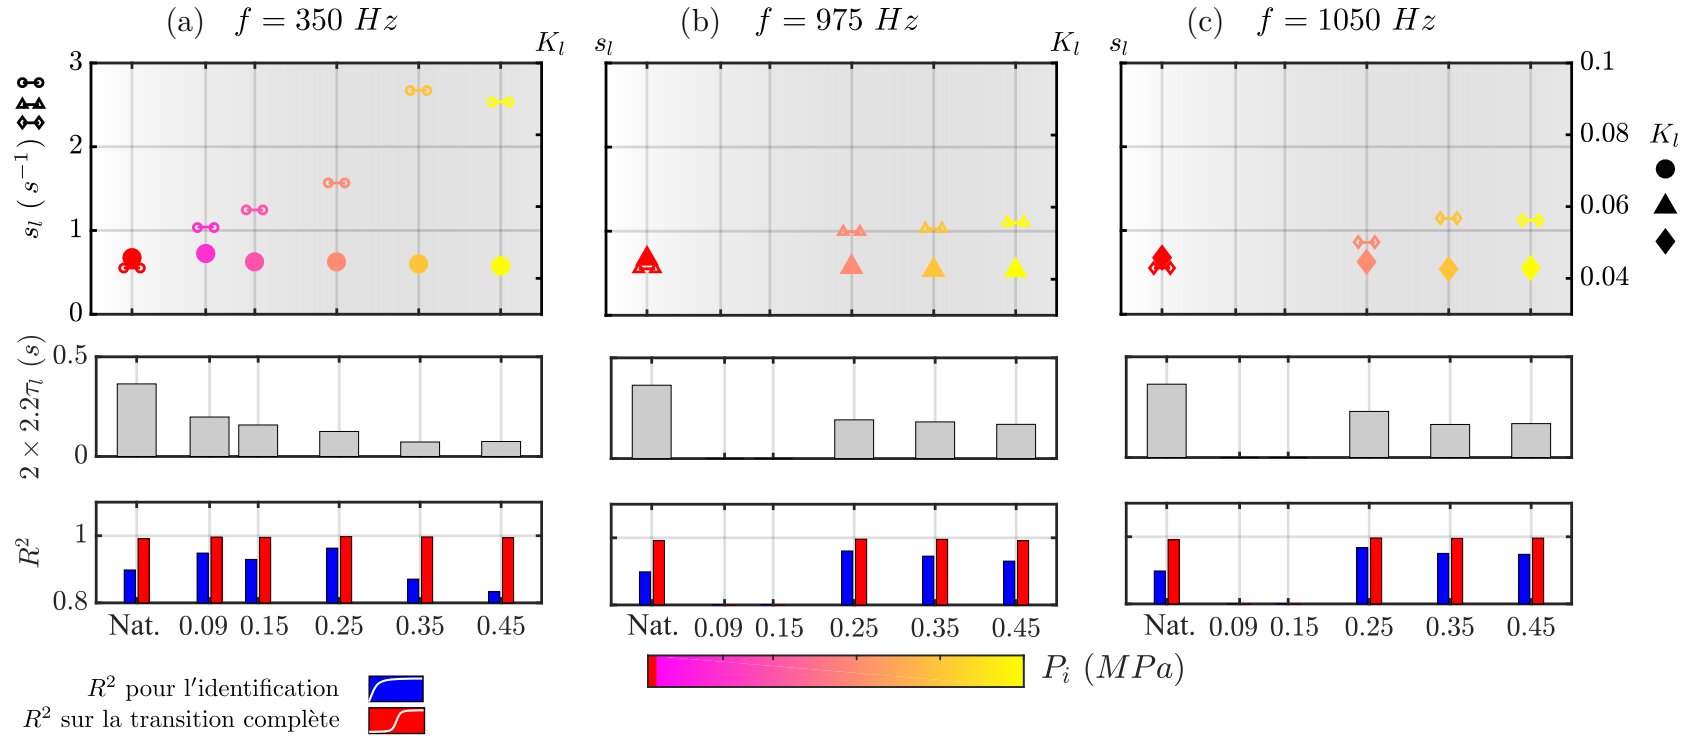 (a) f = 350 Hz
(b) f = 975 Hz
(c) f = 1050 Hz
K_l s_l K_l s_l
s_l ( s^{-1} )
3
2
1
0
0.1
0.08
0.06
0.04
K_l
2 × 2.2π_l (s)
0.5
0
R^2
1
0.8
Nat. 0.09 0.15 0.25 0.35 0.45
Nat. 0.09 0.15 0.25 0.35 0.45
Nat. 0.09 0.15 0.25 0.35 0.45
P_i (MPa)
R^2 pour l'identification
R^2 sur la transition complète